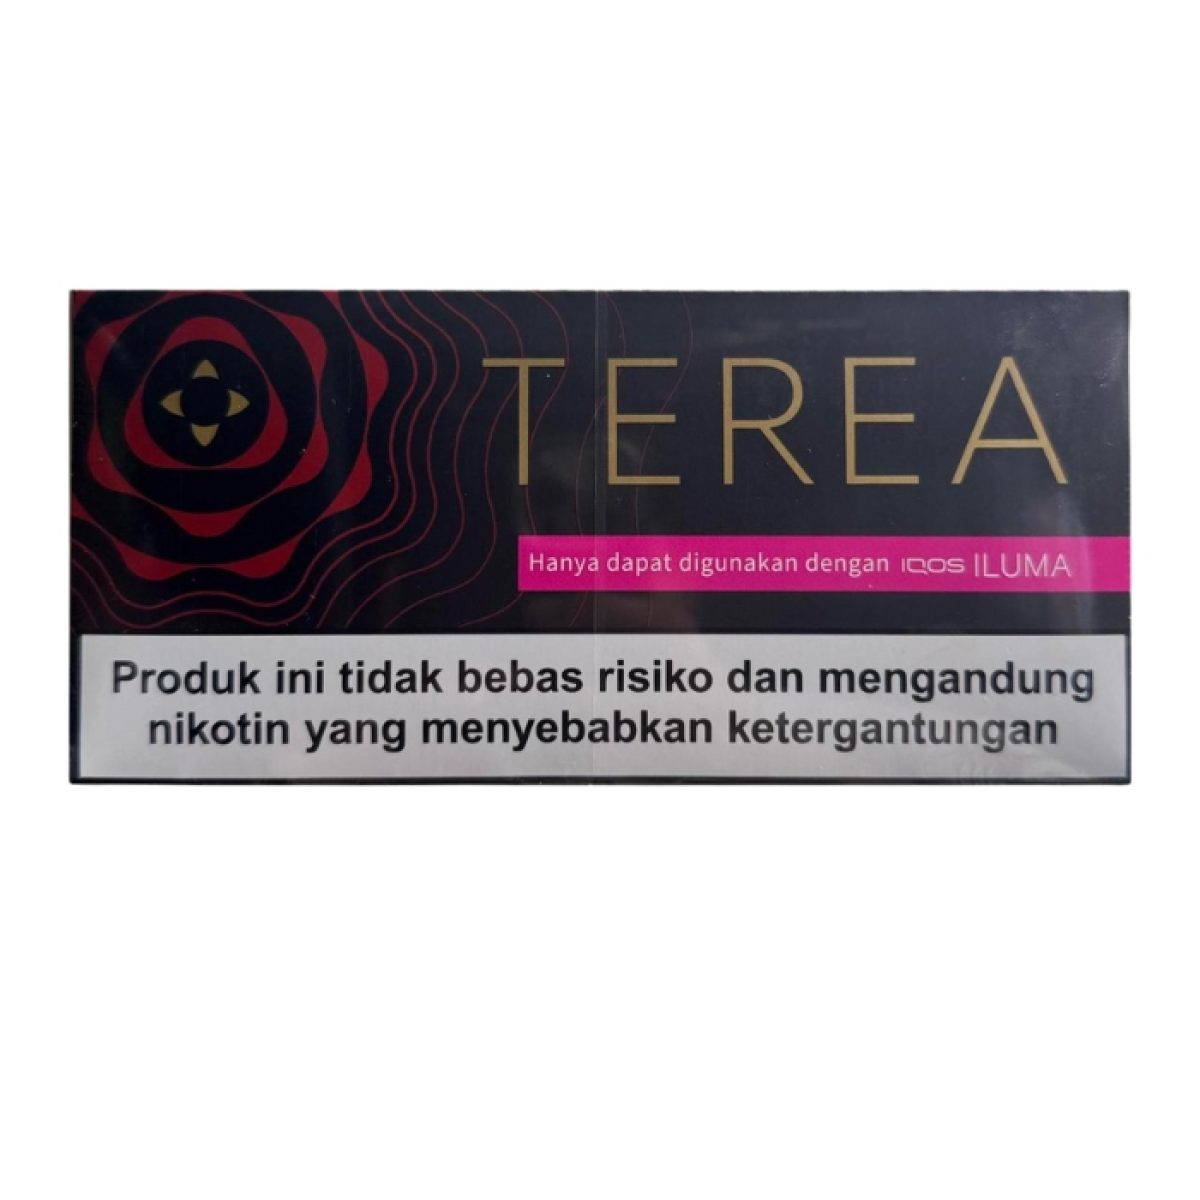 TEREA
Hanya dapat digunakan dengan IQOS ILUMA
Produk ini tidak bebas risiko dan mengandung
nikotin yang menyebabkan ketergantungan